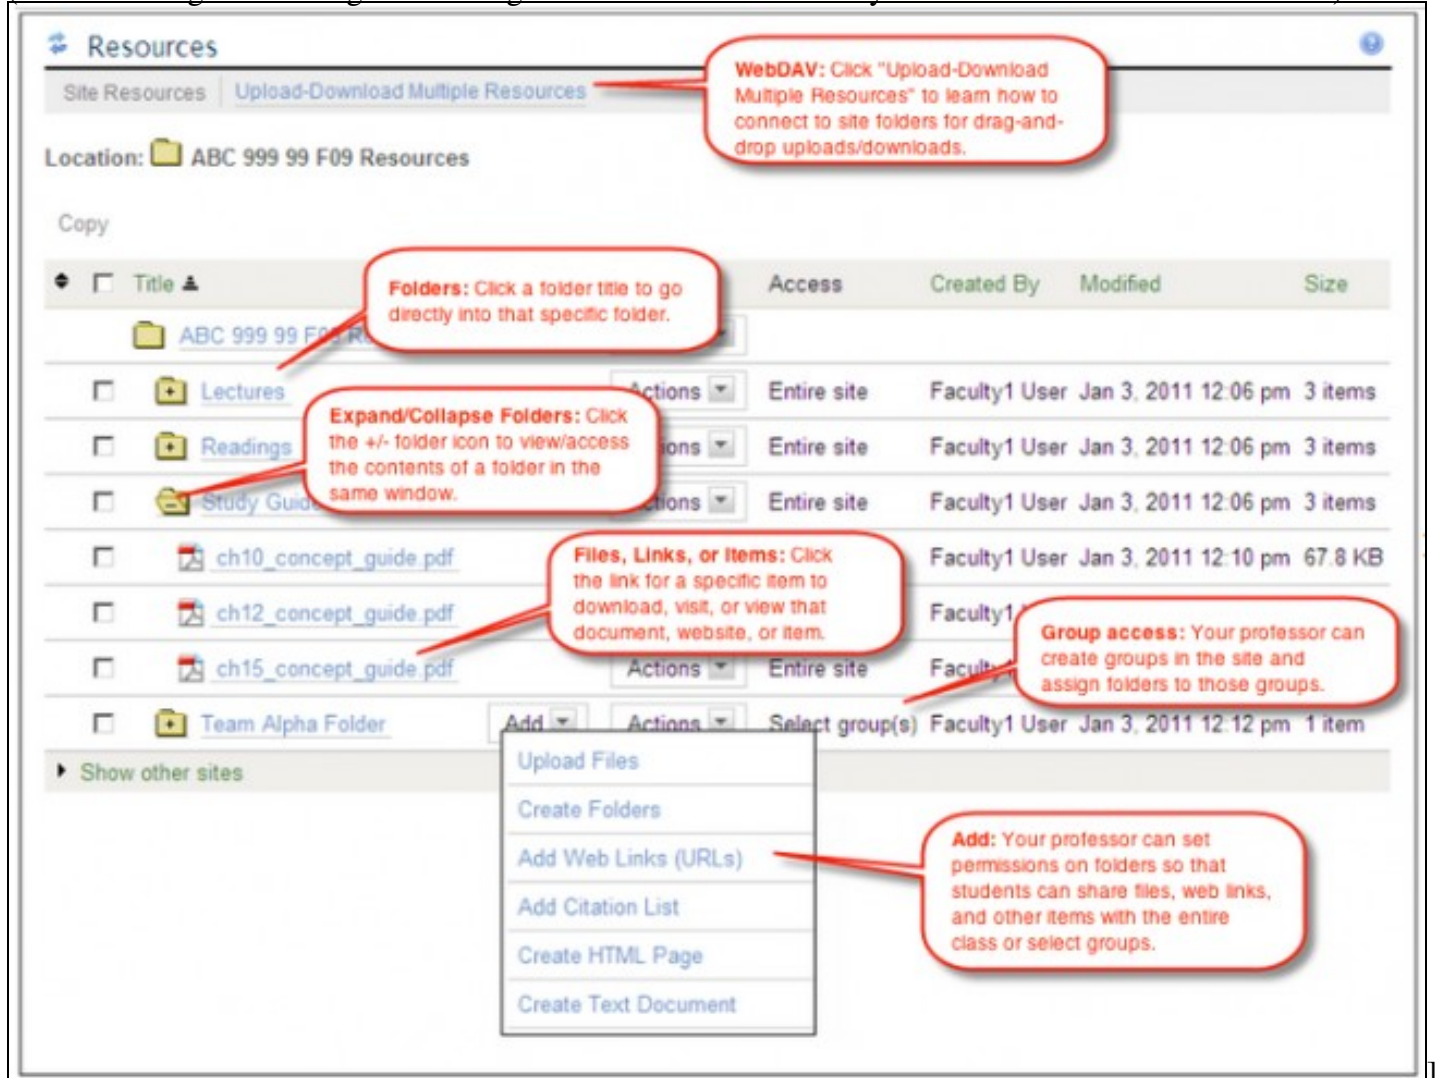 Resources
Site Resources Upload-Download Multiple Resources
WebDAV: Click "Upload-Download
Multiple Resources" to learn how to
connect to site folders for drag-and-
drop uploads/downloads.
Location: ABC 999 99 F09 Resources
Copy
Title Access Created By Modified Size
Folders: Click a folder title to go
directly into that specific folder.
ABC 999 99
Lectures Actions Entire site Faculty1 User Jan 3, 2011 12:06 pm 3 items
Expand/Collapse Folders: Click
the +/- folder icon to view/access
the contents of a folder in the
same window.
Readings Entire site Faculty1 User Jan 3, 2011 12:06 pm 3 items
Study Entire site Faculty1 User Jan 3, 2011 12:06 pm 3 items
ch10_concept_guide.pdf Faculty1 User Jan 3, 2011 12:10 pm 67.8 KB
Files, Links, or Items: Click
the link for a specific item to
download, visit, or view that
document, website, or item.
ch12_concept_guide.pdf Faculty1
Group access: Your professor can
create groups in the site and
assign folders to those groups.
ch15_concept_guide.pdf Actions Entire site
Team Alpha Folder Add Actions Select group(s) Faculty1 User Jan 3, 2011 12:12 pm 1 item
Show other sites
Upload Files
Create Folders
Add Web Links (URLs)
Add Citation List
Create HTML Page
Create Text Document
Add: Your professor can set
permissions on folders so that
students can share files, web links,
and other items with the entire
class or select groups.
]